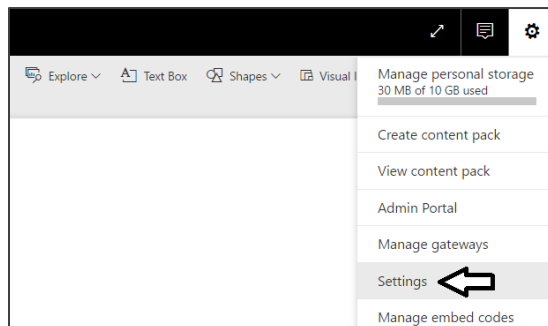 Explore Text Box Shapes Visual
Manage personal storage
30 MB of 10 GB used
Create content pack
View content pack
Admin Portal
Manage gateways
Settings
Manage embed codes